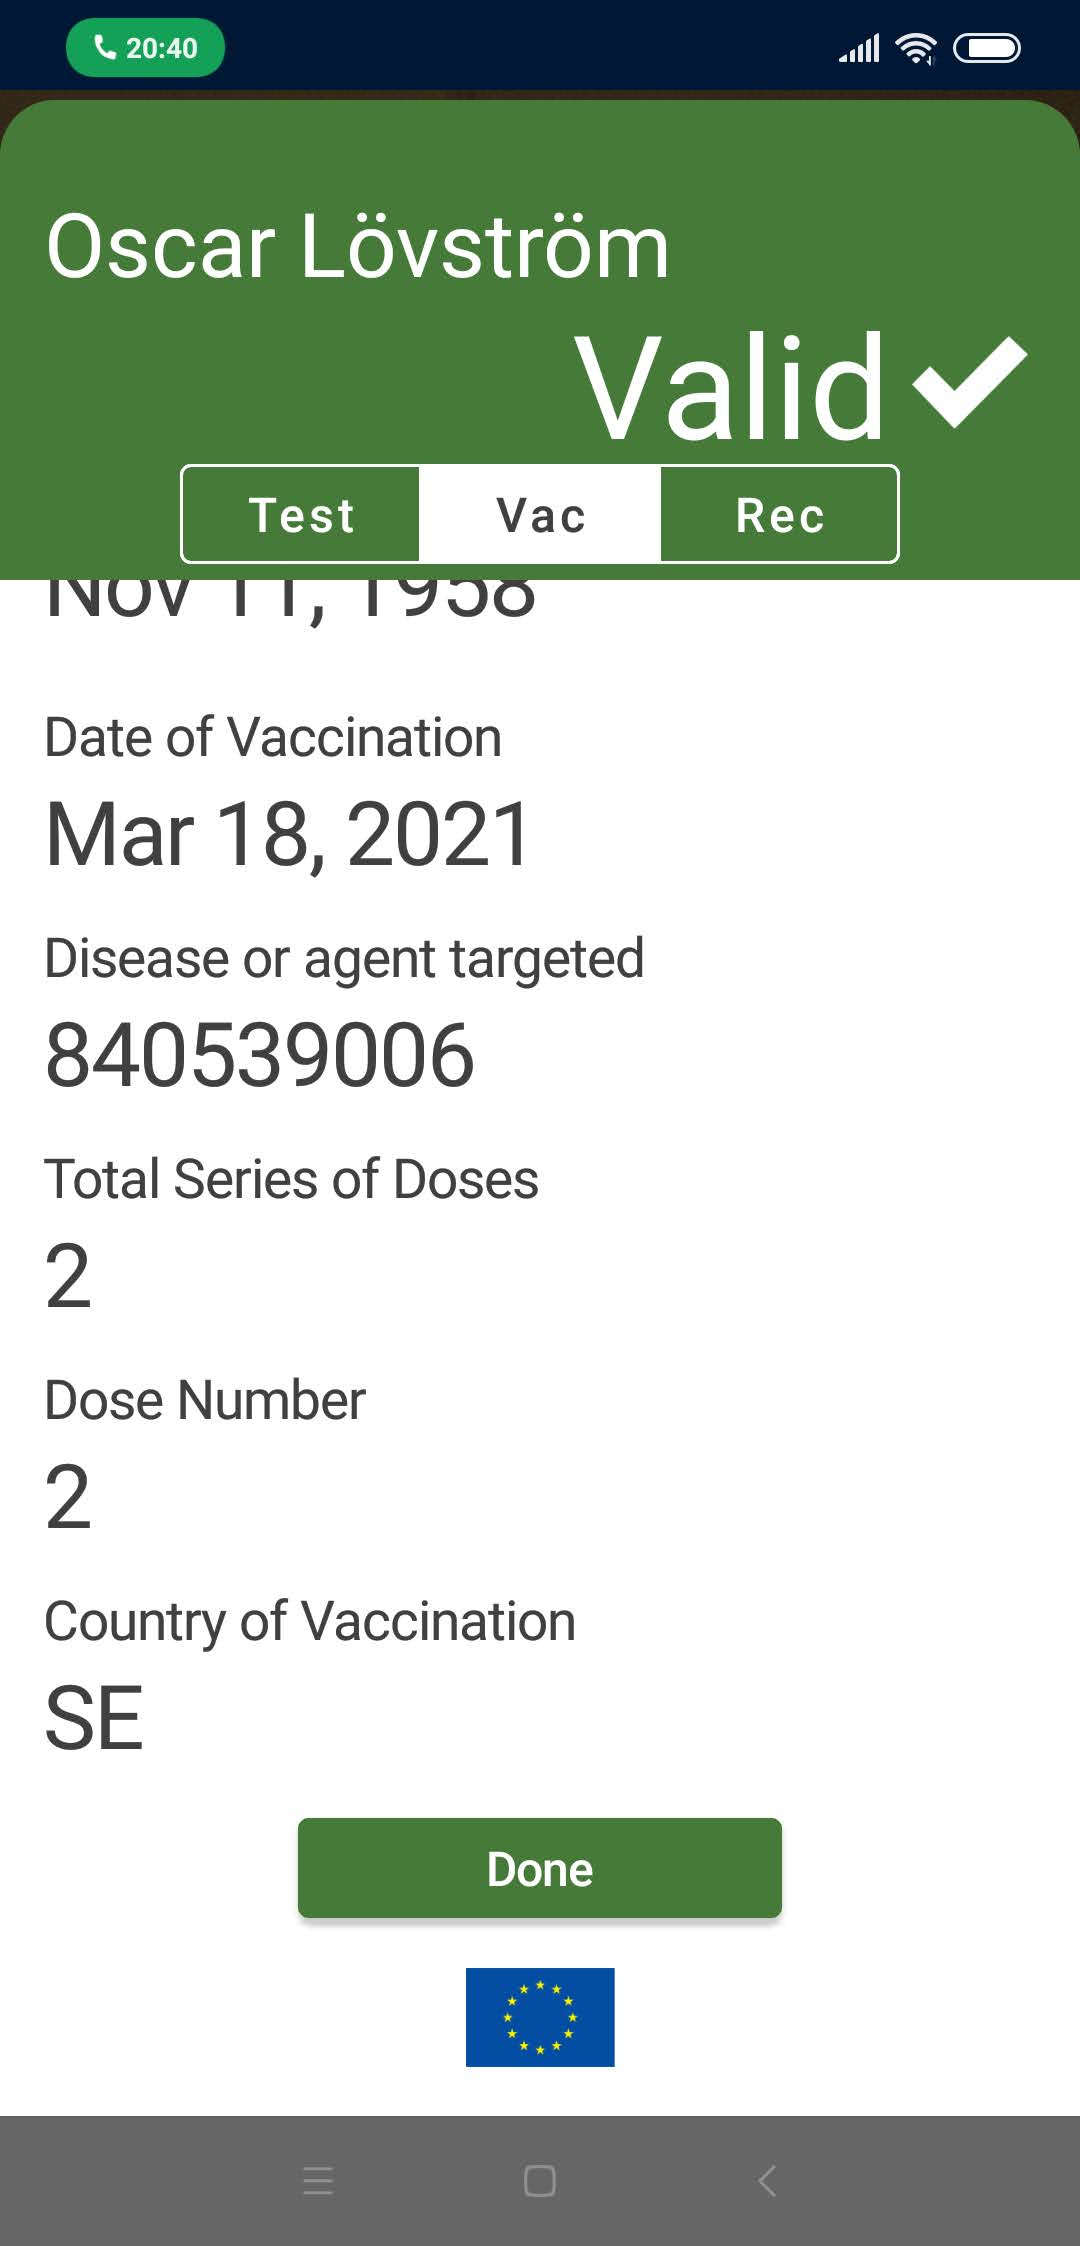 20:40
Oscar Lövström
Valid
Test Vac Rec
Nov 11, 1958
Date of Vaccination
Mar 18, 2021
Disease or agent targeted
840539006
Total Series of Doses
2
Dose Number
2
Country of Vaccination
SE
Done